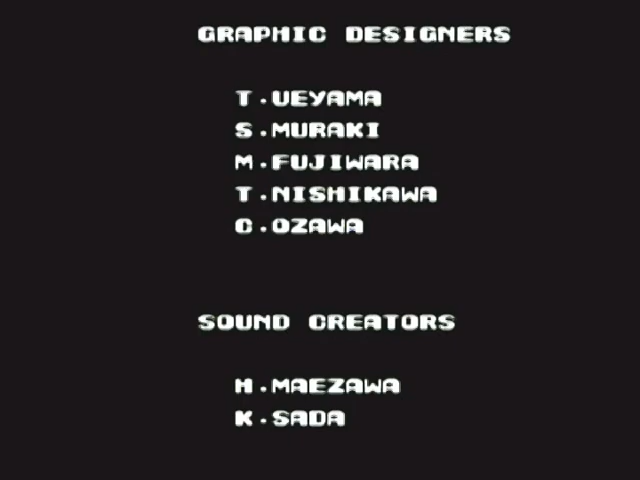 GRAPHIC DESIGNERS
T.UEYAMA
S.MURAKI
M.FUJIWARA
T.NISHIKAWA
C.OZAWA
SOUND CREATORS
H.MAEZAWA
K.SADA